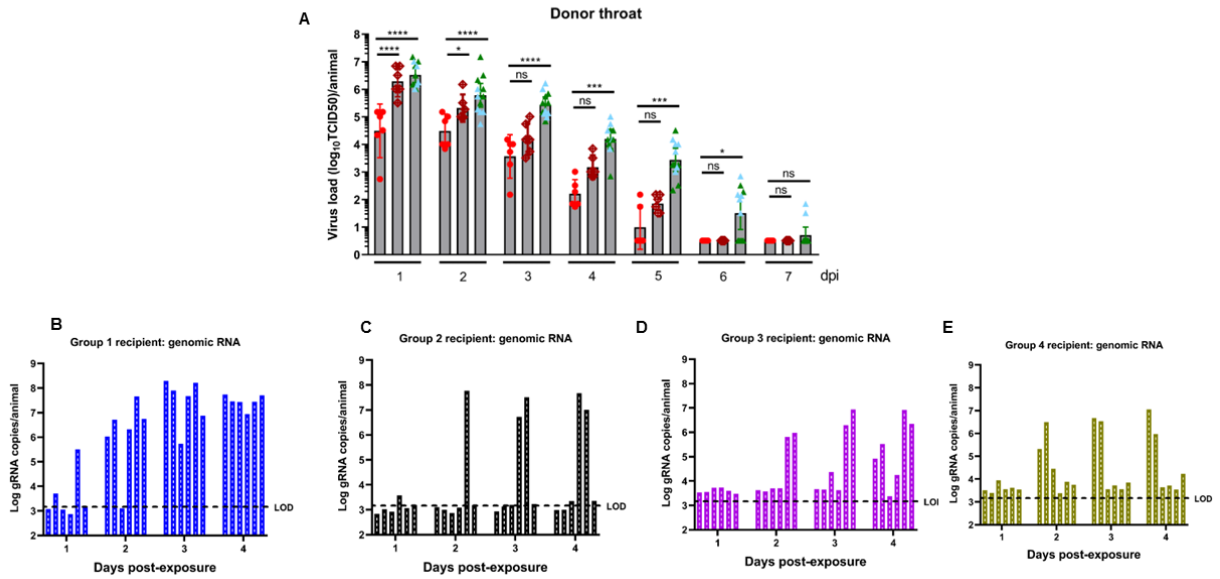 A
Donor throat
Virus load (log10TCID50)/animal
8
7
6
5
4
3
2
1
0
**** ****
**** *
**** ns
*** ns
*** ns
* ns
ns ns
1 2 3 4 5 6 7 dpi
B
Group 1 recipient: genomic RNA
Log gRNA copies/animal
9
8
7
6
5
4
3
2
LOD
1 2 3 4
Days post-exposure
C
Group 2 recipient: genomic RNA
Log gRNA copies/animal
9
8
7
6
5
4
3
2
LOD
1 2 3 4
Days post-exposure
D
Group 3 recipient: genomic RNA
Log gRNA copies/animal
9
8
7
6
5
4
3
2
LOI
1 2 3 4
Days post-exposure
E
Group 4 recipient: genomic RNA
Log gRNA copies/animal
9
8
7
6
5
4
3
2
LOD
1 2 3 4
Days post-exposure